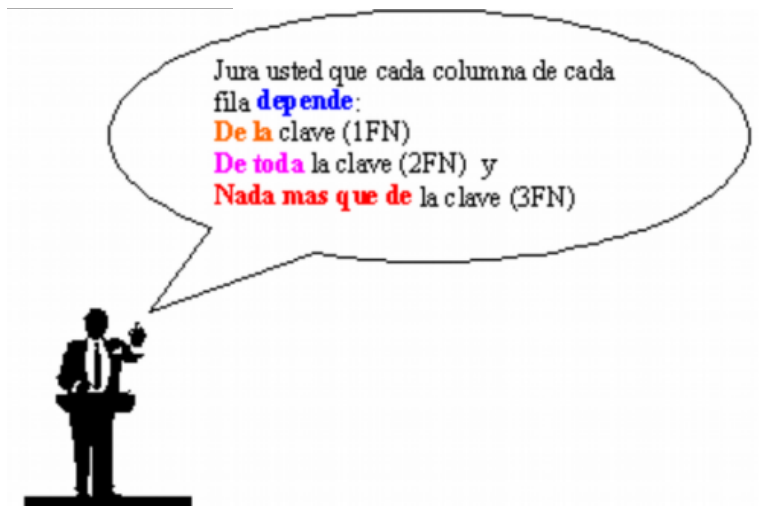 Jura usted que cada columna de cada
fila depende:
De la clave (1FN)
De toda la clave (2FN) y
Nada mas que de la clave (3FN)